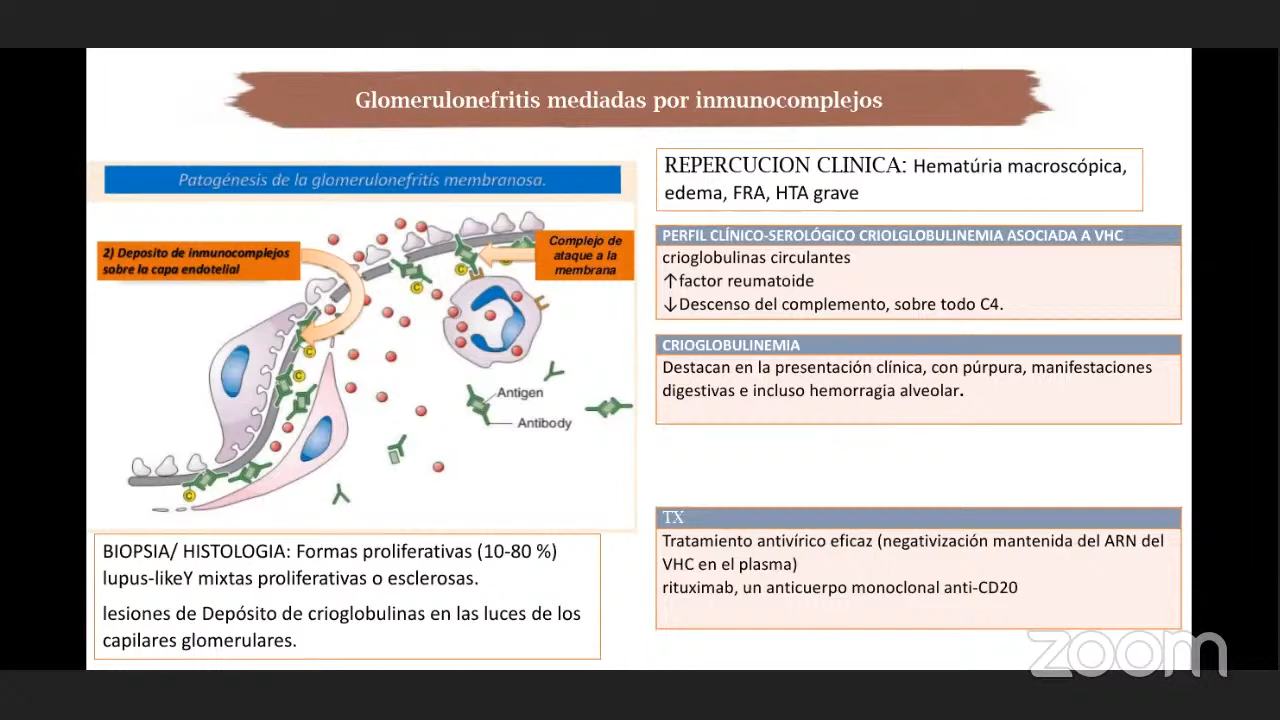 Glomerulonefritis mediadas por inmunocomplejos
Patogénesis de la glomerulonefritis membranosa.
2) Deposito de inmunocomplejos
sobre la capa endotelial
Complejo de
ataque a la
membrana
C
C
C
C
C
Antigen
Antibody
BIOPSIA/ HISTOLOGIA: Formas proliferativas (10-80 %)
lupus-likeY mixtas proliferativas o esclerosas.
lesiones de Depósito de crioglobulinas en las luces de los
capilares glomerulares.
REPERCUCION CLINICA: Hematúria macroscópica,
edema, FRA, HTA grave
PERFIL CLÍNICO-SEROLÓGICO CRIOLGLOBULINEMIA ASOCIADA A VHC
crioglobulinas circulantes
↑factor reumatoide
↓Descenso del complemento, sobre todo C4.
CRIOGLOBULINEMIA
Destacan en la presentación clínica, con púrpura, manifestaciones
digestivas e incluso hemorragia alveolar.
TX
Tratamiento antivírico eficaz (negativización mantenida del ARN del
VHC en el plasma)
rituximab, un anticuerpo monoclonal anti-CD20
zoom